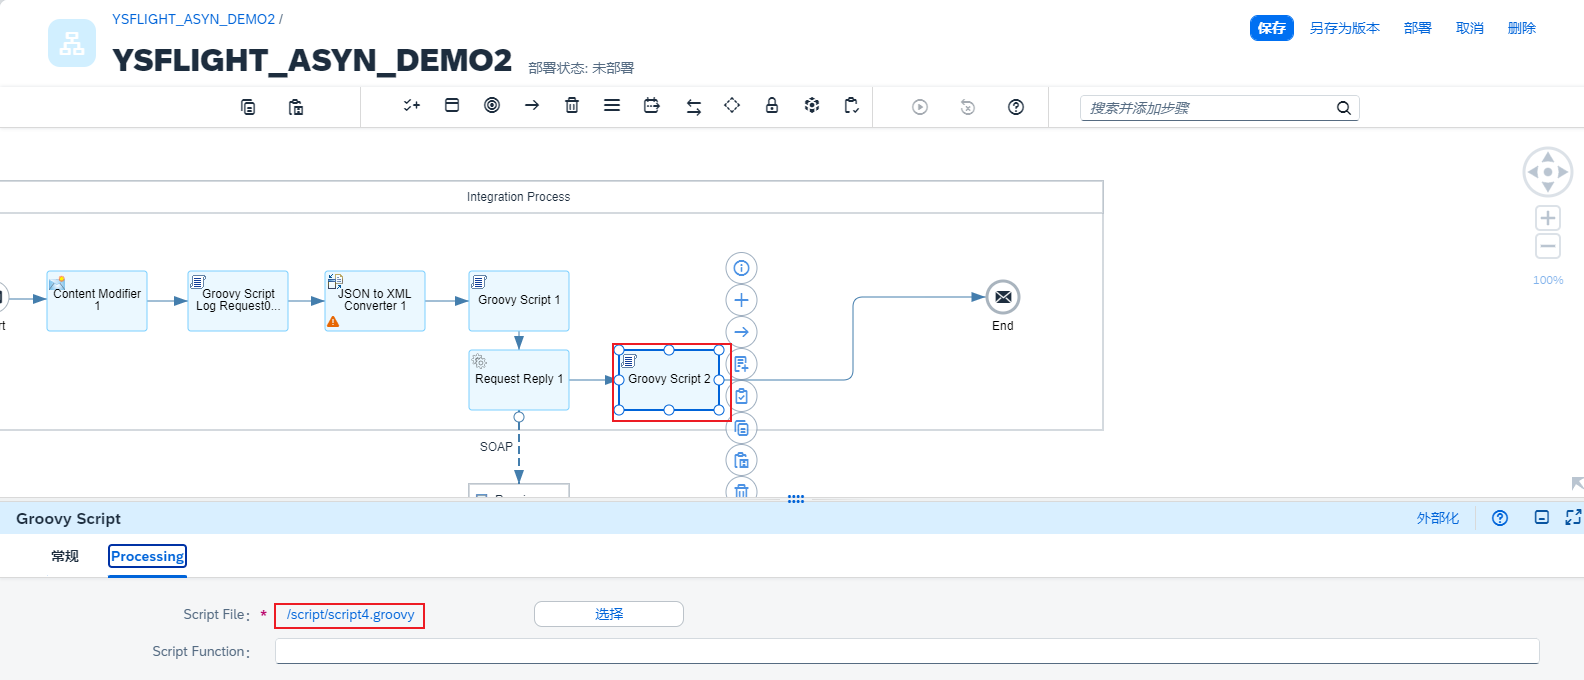 YSFLIGHT_ASYN_DEMO2 /
YSFLIGHT_ASYN_DEMO2
部署状态: 未部署
保存
另存为版本
部署
取消
删除
搜索并添加步骤
Integration Process
Content Modifier
1
Groovy Script
Log Request0...
JSON to XML
Converter 1
Groovy Script 1
End
Request Reply 1
Groovy Script 2
SOAP
100%
Groovy Script
外部化
常规
Processing
Script File:
*
/script/script4.groovy
选择
Script Function: